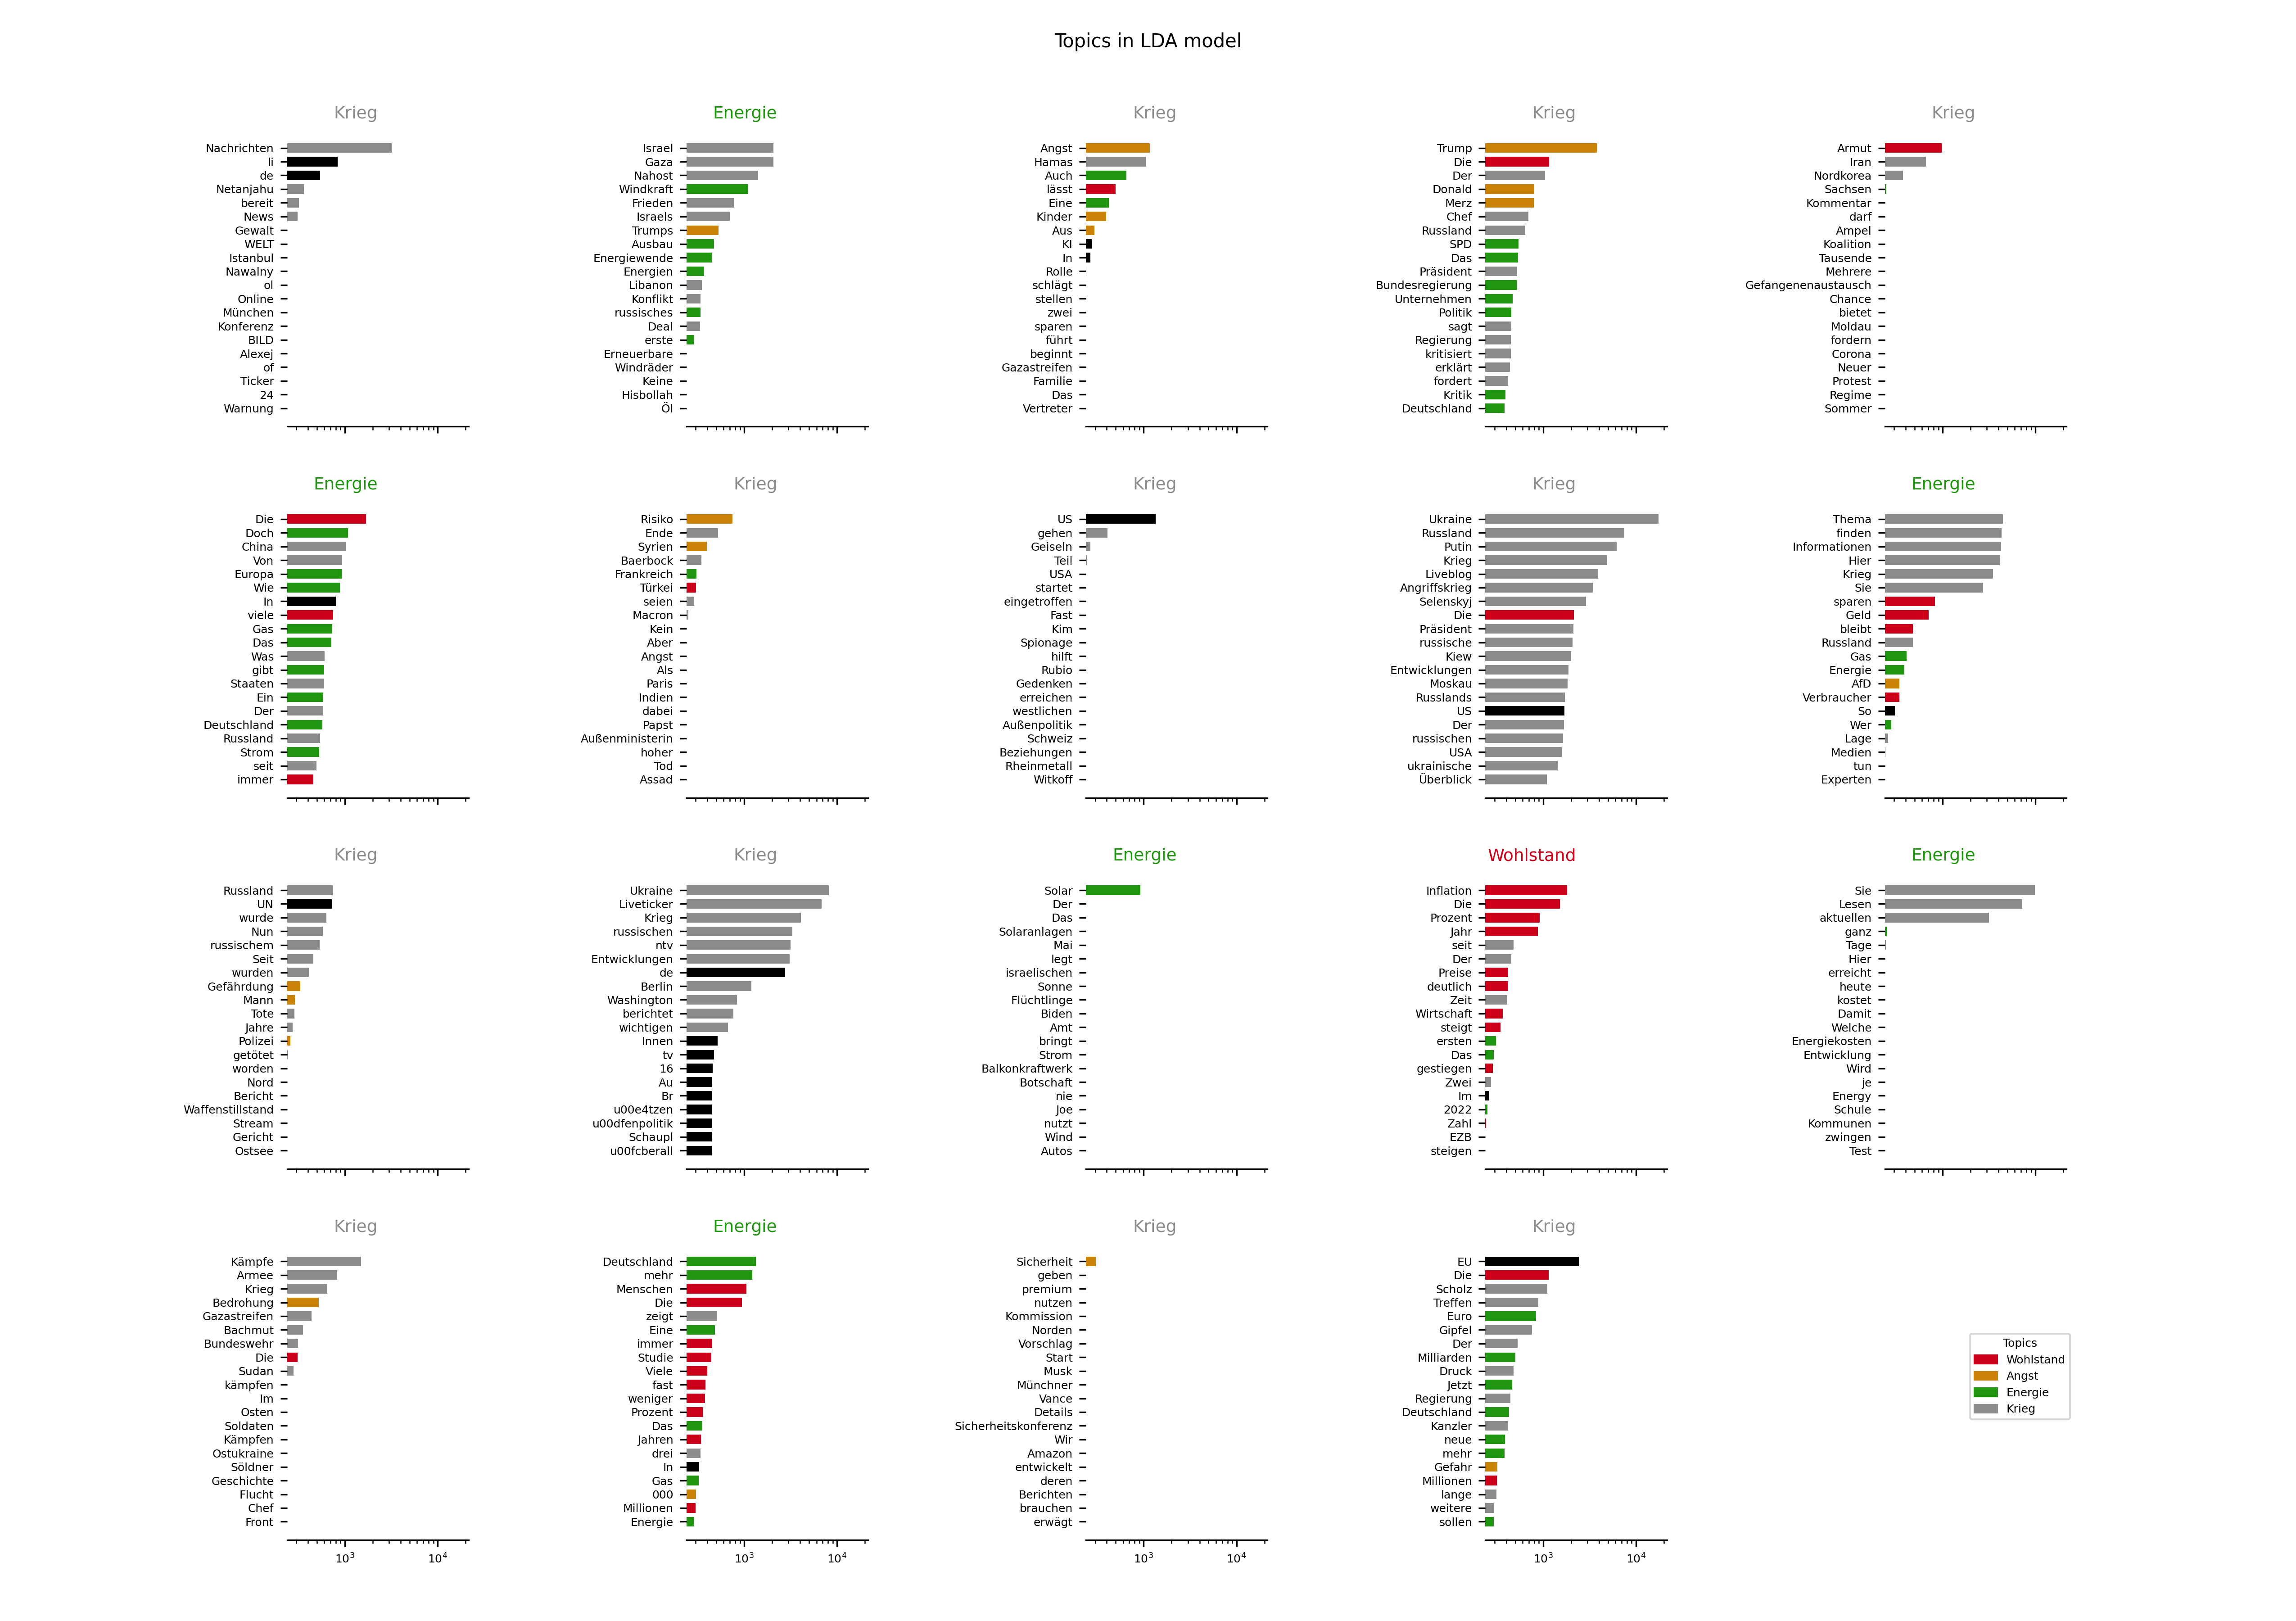 Topics in LDA model
Krieg
Nachrichten
li
de
Netanjahu
bereit
News
Gewalt
WELT
Istanbul
Nawalny
ol
Online
München
Konferenz
BILD
Alexej
of
Ticker
24
Warnung
Energie
Israel
Gaza
Nahost
Windkraft
Frieden
Israels
Trumps
Ausbau
Energiewende
Energien
Libanon
Konflikt
russisches
Deal
erste
Erneuerbare
Windräder
Keine
Hisbollah
Öl
Krieg
Angst
Hamas
Auch
lässt
Eine
Kinder
Aus
KI
In
Rolle
schlägt
stellen
zwei
sparen
führt
beginnt
Gazastreifen
Familie
Das
Vertreter
Krieg
Trump
Die
Der
Donald
Merz
Chef
Russland
SPD
Das
Präsident
Bundesregierung
Unternehmen
Politik
sagt
Regierung
kritisiert
erklärt
fordert
Kritik
Deutschland
Krieg
Armut
Iran
Nordkorea
Sachsen
Kommentar
darf
Ampel
Koalition
Tausende
Mehrere
Gefangenenaustausch
Chance
bietet
Moldau
fordern
Corona
Neuer
Protest
Regime
Sommer
Energie
Die
Doch
China
Von
Europa
Wie
In
viele
Gas
Das
Was
gibt
Staaten
Ein
Der
Deutschland
Russland
Strom
seit
immer
Krieg
Risiko
Ende
Syrien
Baerbock
Frankreich
Türkei
seien
Macron
Kein
Aber
Angst
Als
Paris
Indien
dabei
Papst
Außenministerin
hoher
Tod
Assad
Krieg
US
gehen
Geiseln
Teil
USA
startet
eingetroffen
Fast
Kim
Spionage
hilft
Rubio
Gedenken
erreichen
westlichen
Außenpolitik
Schweiz
Beziehungen
Rheinmetall
Witkoff
Krieg
Ukraine
Russland
Putin
Krieg
Liveblog
Angriffskrieg
Selenskyj
Die
Präsident
russische
Kiew
Entwicklungen
Moskau
Russlands
US
Der
russischen
USA
ukrainische
Überblick
Energie
Thema
finden
Informationen
Hier
Krieg
Sie
sparen
Geld
bleibt
Russland
Gas
Energie
AfD
Verbraucher
So
Wer
Lage
Medien
tun
Experten
Krieg
Russland
UN
wurde
Nun
russischem
Seit
wurden
Gefährdung
Mann
Tote
Jahre
Polizei
getötet
worden
Nord
Bericht
Waffenstillstand
Stream
Gericht
Ostsee
Krieg
Ukraine
Liveticker
Krieg
russischen
ntv
Entwicklungen
de
Berlin
Washington
berichtet
wichtigen
Innen
tv
16
Au
Br
u00e4tzen
u00dfenpolitik
Schaupl
u00fcberall
Energie
Solar
Der
Das
Solaranlagen
Mai
legt
israelischen
Sonne
Flüchtlinge
Biden
Amt
bringt
Strom
Balkonkraftwerk
Botschaft
nie
Joe
nutzt
Wind
Autos
Wohlstand
Inflation
Die
Prozent
Jahr
seit
Der
Preise
deutlich
Zeit
Wirtschaft
steigt
ersten
Das
gestiegen
Zwei
Im
2022
Zahl
EZB
steigen
Energie
Sie
Lesen
aktuellen
ganz
Tage
Hier
erreicht
heute
kostet
Damit
Welche
Energiekosten
Entwicklung
Wird
je
Energy
Schule
Kommunen
zwingen
Test
Krieg
Kämpfe
Armee
Krieg
Bedrohung
Gazastreifen
Bachmut
Bundeswehr
Die
Sudan
kämpfen
Im
Osten
Soldaten
Kämpfen
Ostukraine
Söldner
Geschichte
Flucht
Chef
Front
10³ 10⁴
Energie
Deutschland
mehr
Menschen
Die
zeigt
Eine
immer
Studie
Viele
fast
weniger
Prozent
Das
Jahren
drei
In
Gas
000
Millionen
Energie
10³ 10⁴
Krieg
Sicherheit
geben
premium
nutzen
Kommission
Norden
Vorschlag
Start
Musk
Münchner
Vance
Details
Sicherheitskonferenz
Wir
Amazon
entwickelt
deren
Berichten
brauchen
erwägt
10³ 10⁴
Krieg
EU
Die
Scholz
Treffen
Euro
Gipfel
Der
Milliarden
Druck
Jetzt
Regierung
Deutschland
Kanzler
neue
mehr
Gefahr
Millionen
lange
weitere
sollen
10³ 10⁴
Topics
Wohlstand
Angst
Energie
Krieg